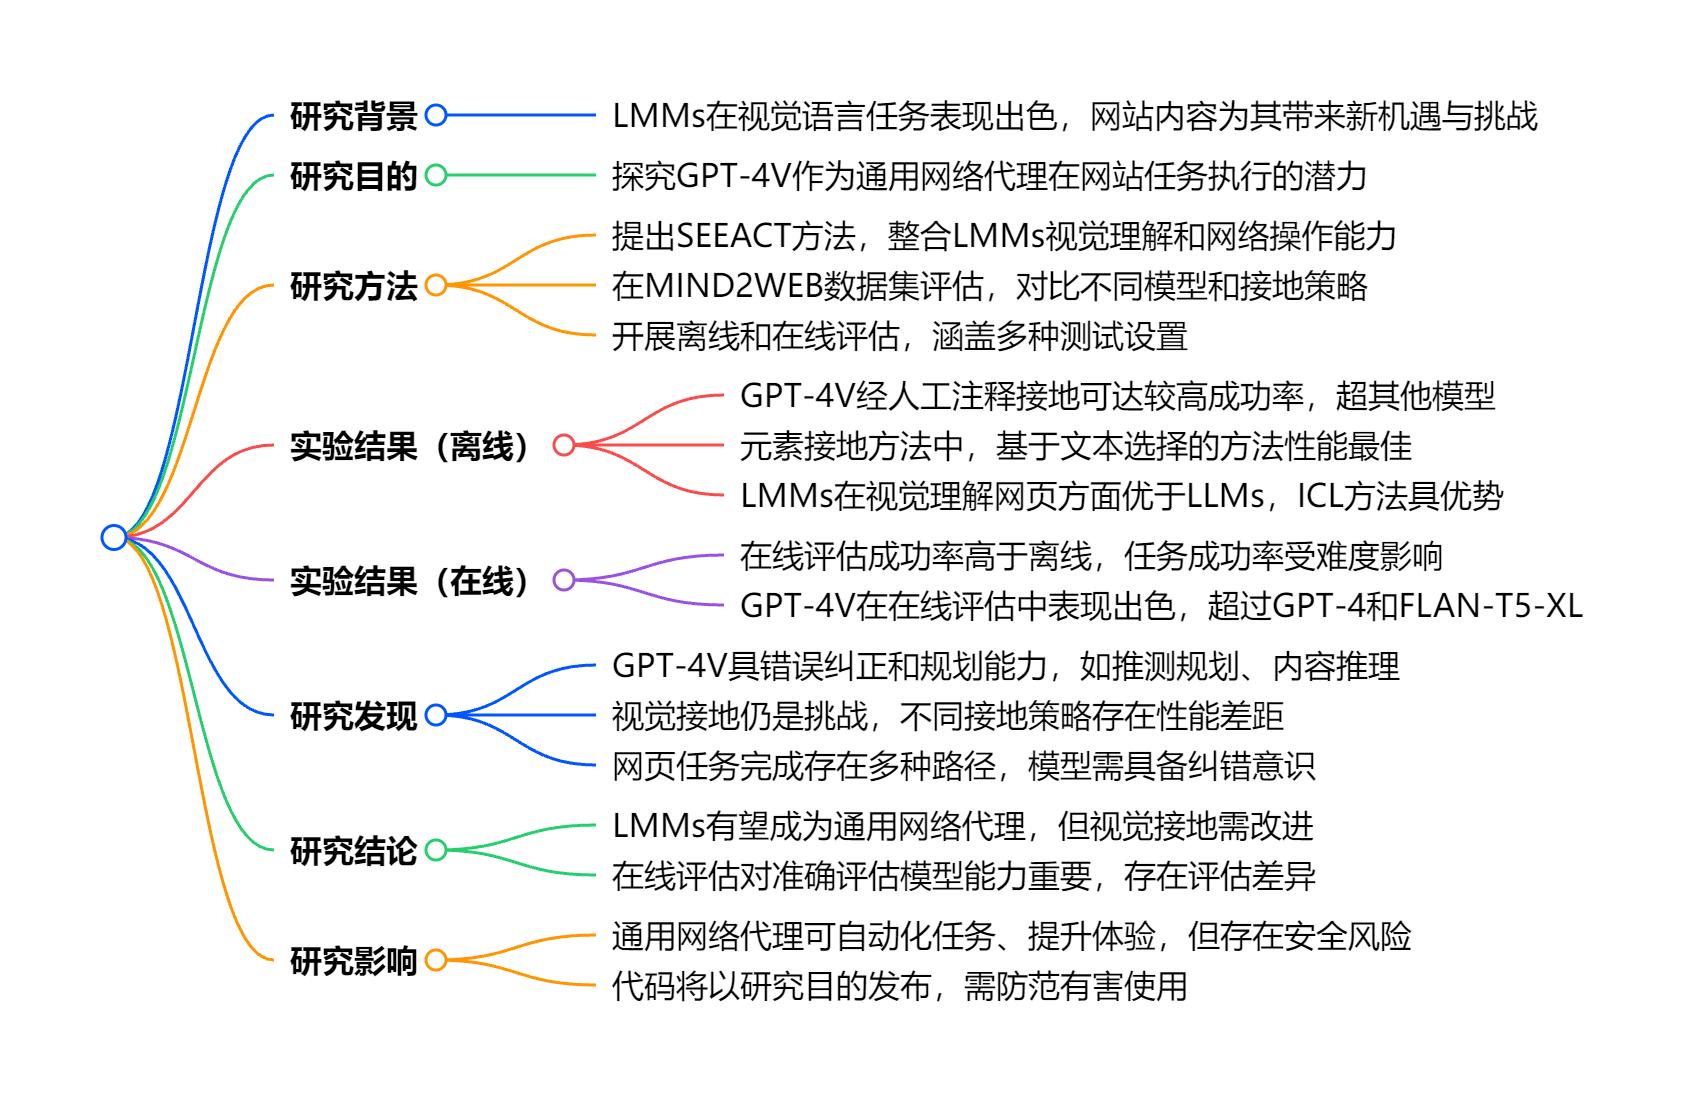 研究背景
LMMs在视觉语言任务表现出色，网站内容为其带来新机遇与挑战
研究目的
探究GPT-4V作为通用网络代理在网站任务执行的潜力
研究方法
提出SEEACT方法，整合LMMs视觉理解和网络操作能力
在MIND2WEB数据集评估，对比不同模型和接地策略
开展离线和在线评估，涵盖多种测试设置
实验结果（离线）
GPT-4V经人工注释接地可达较高成功率，超其他模型
元素接地方法中，基于文本选择的方法性能最佳
LMMs在视觉理解网页方面优于LLMs，ICL方法具优势
实验结果（在线）
在线评估成功率高于离线，任务成功率受难度影响
GPT-4V在在线评估中表现出色，超过GPT-4和FLAN-T5-XL
研究发现
GPT-4V具错误纠正和规划能力，如推测规划、内容推理
视觉接地仍是挑战，不同接地策略存在性能差距
网页任务完成存在多种路径，模型需具备纠错意识
研究结论
LMMs有望成为通用网络代理，但视觉接地需改进
在线评估对准确评估模型能力重要，存在评估差异
研究影响
通用网络代理可自动化任务、提升体验，但存在安全风险
代码将以研究目的发布，需防范有害使用